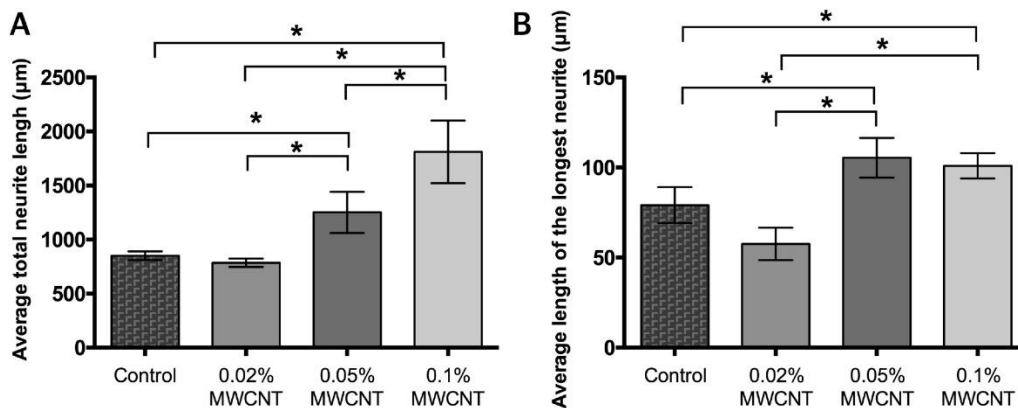 A
Average total neurite lengh (µm)
2500
2000
1500
1000
500
0
*
*
*
*
*
Control
0.02% MWCNT
0.05% MWCNT
0.1% MWCNT
B
Average length of the longest neurite (µm)
150
100
50
0
*
*
*
*
Control
0.02% MWCNT
0.05% MWCNT
0.1% MWCNT